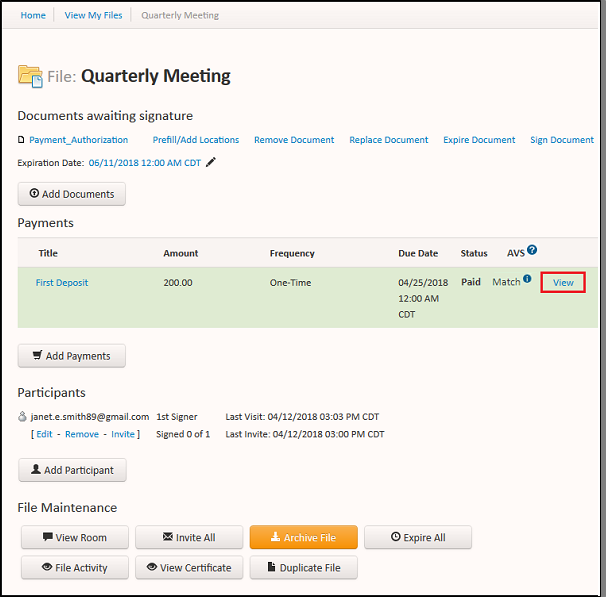 Home View My Files Quarterly Meeting
File: Quarterly Meeting
Documents awaiting signature
Payment_Authorization Prefill/Add Locations Remove Document Replace Document Expire Document Sign Document
Expiration Date: 06/11/2018 12:00 AM CDT
Add Documents
Payments
Title Amount Frequency Due Date Status AVS ?
First Deposit 200.00 One-Time 04/25/2018 Paid Match i View
12:00 AM
CDT
Add Payments
Participants
janet.e.smith89@gmail.com 1st Signer Last Visit: 04/12/2018 03:03 PM CDT
[ Edit - Remove - Invite ] Signed 0 of 1 Last Invite: 04/12/2018 03:00 PM CDT
Add Participant
File Maintenance
View Room Invite All Archive File Expire All
File Activity View Certificate Duplicate File